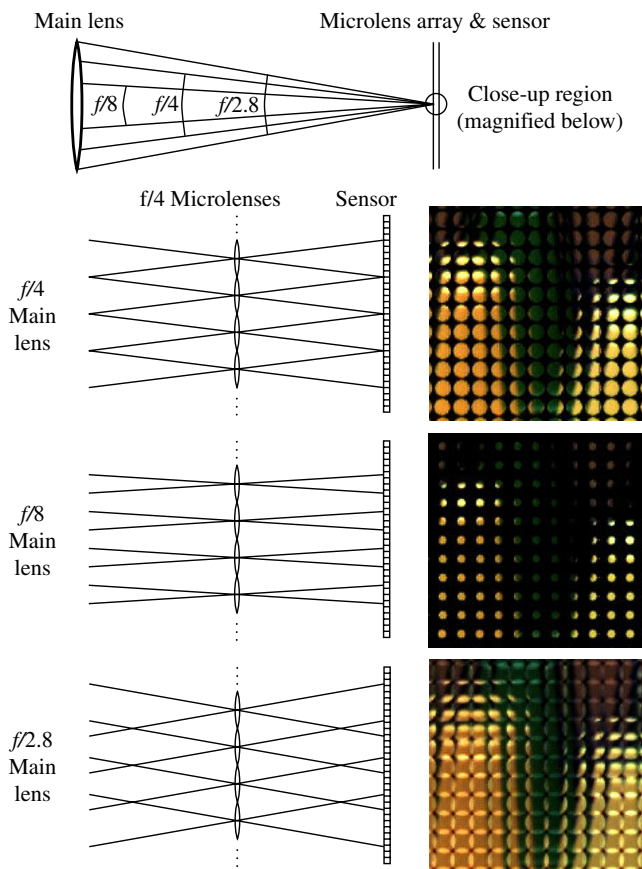 Main lens
Microlens array & sensor
f/8
f/4
f/2.8
Close-up region
(magnified below)
f/4 Microlenses
Sensor
f/4
Main
lens
f/8
Main
lens
f/2.8
Main
lens